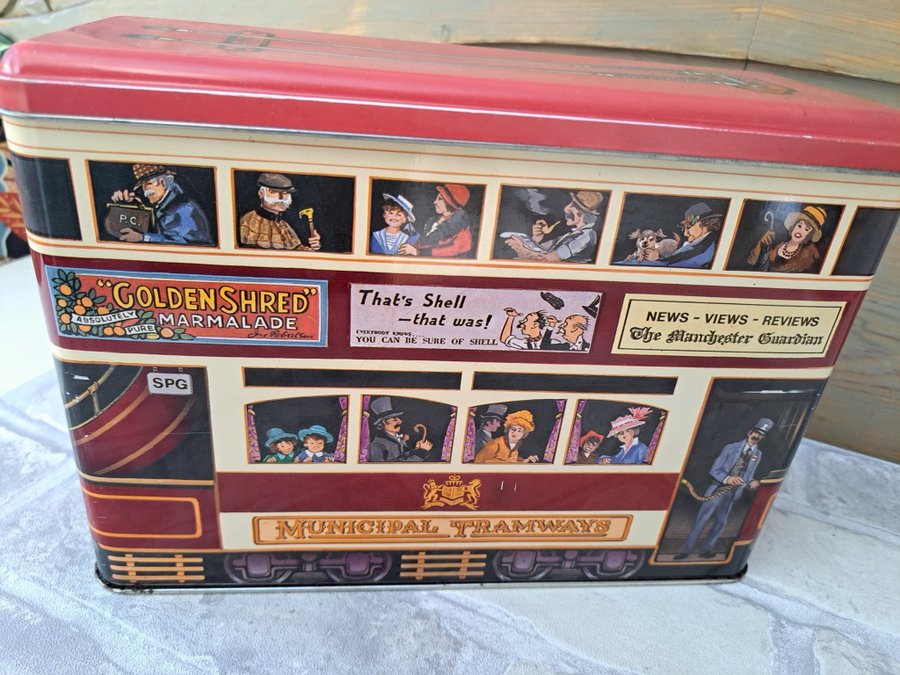 P.C.
"GOLDEN SHRED"
ABSOLUTELY
PURE
MARMALADE
That's Shell
—that was!
EVERYBODY KNOWS
YOU CAN BE SURE OF SHELL
NEWS ~ VIEWS ~ REVIEWS
The Manchester Guardian
SPG
MUNICIPAL TRAMWAYS